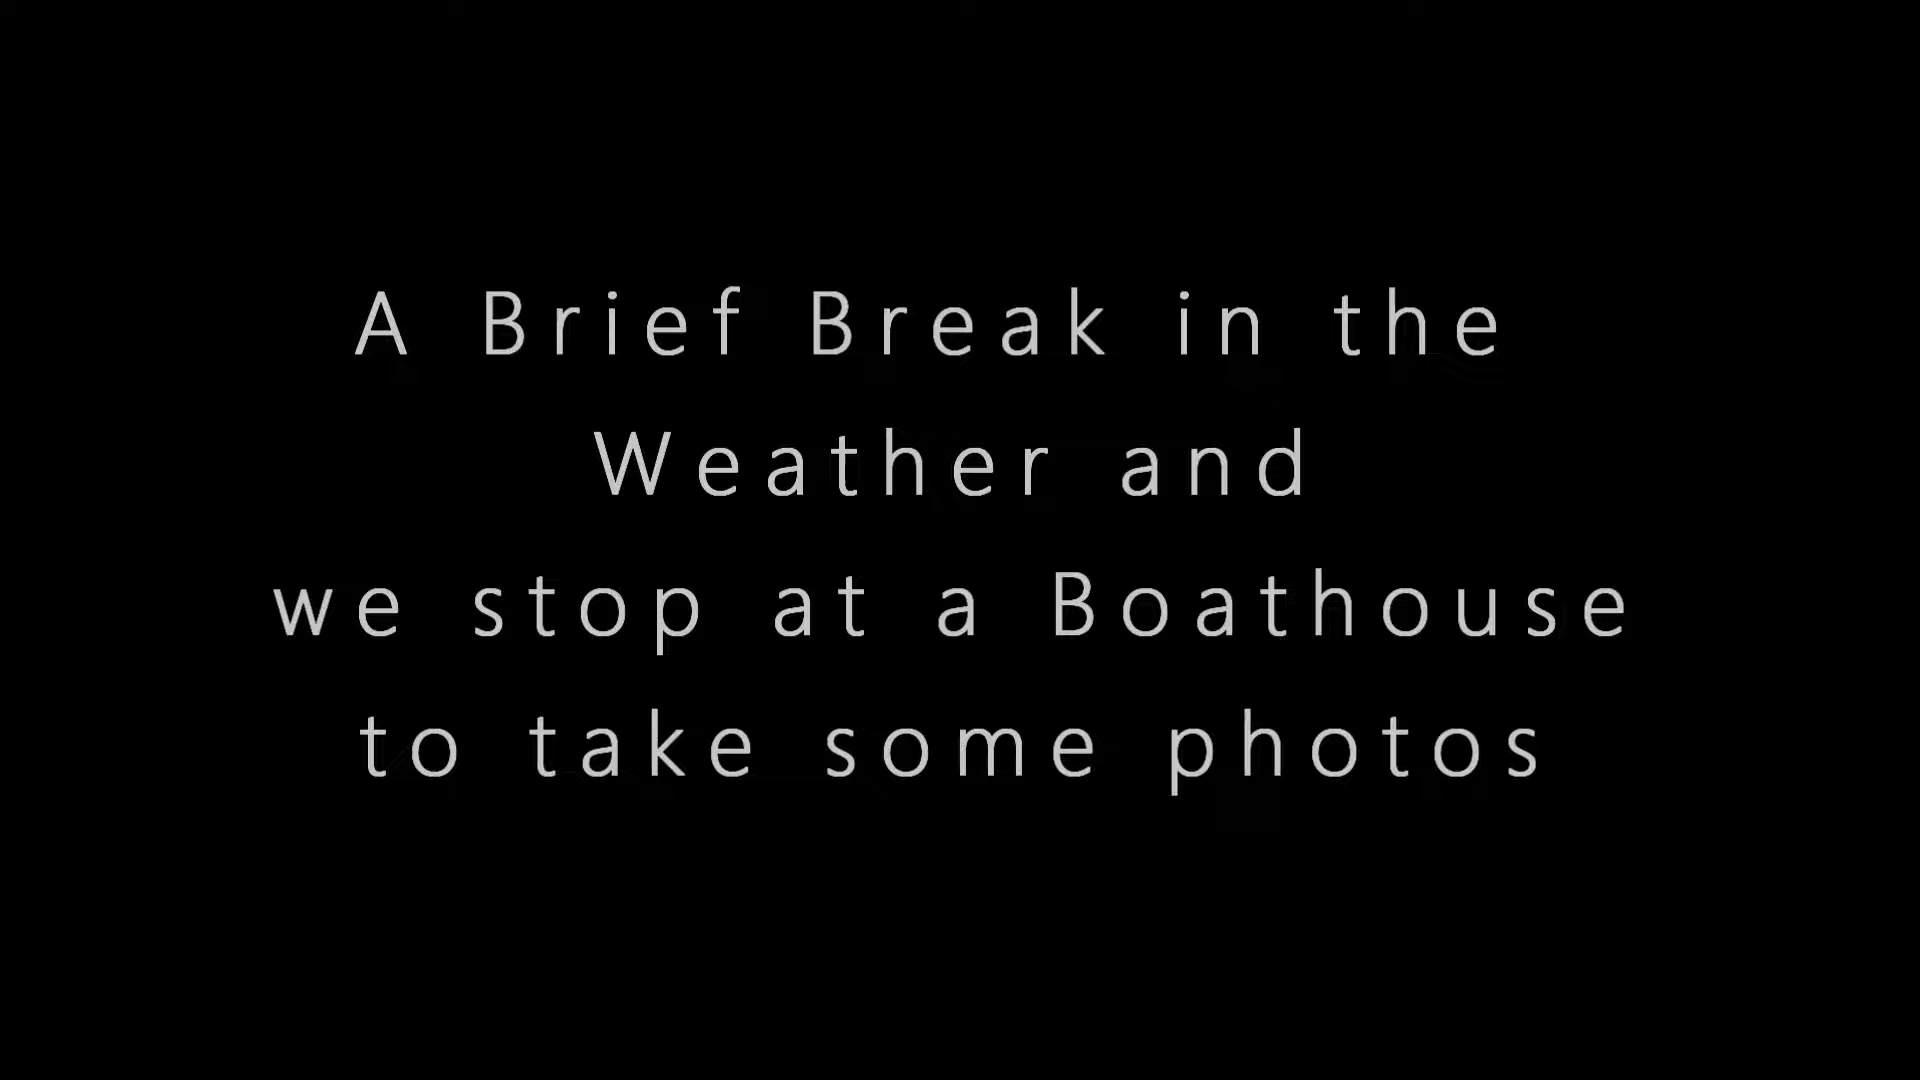 A Brief Break in the
Weather and
we stop at a Boathouse
to take some photos